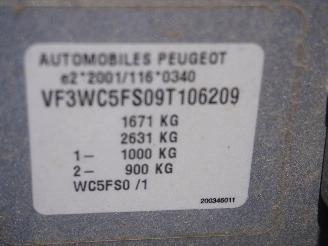 AUTOMOBILES PEUGEOT
e2*2001/116*0340
VF3WC5FS09T106209
1671 KG
2631 KG
1– 1000 KG
2– 900 KG
WC5FS0 /1
200346011